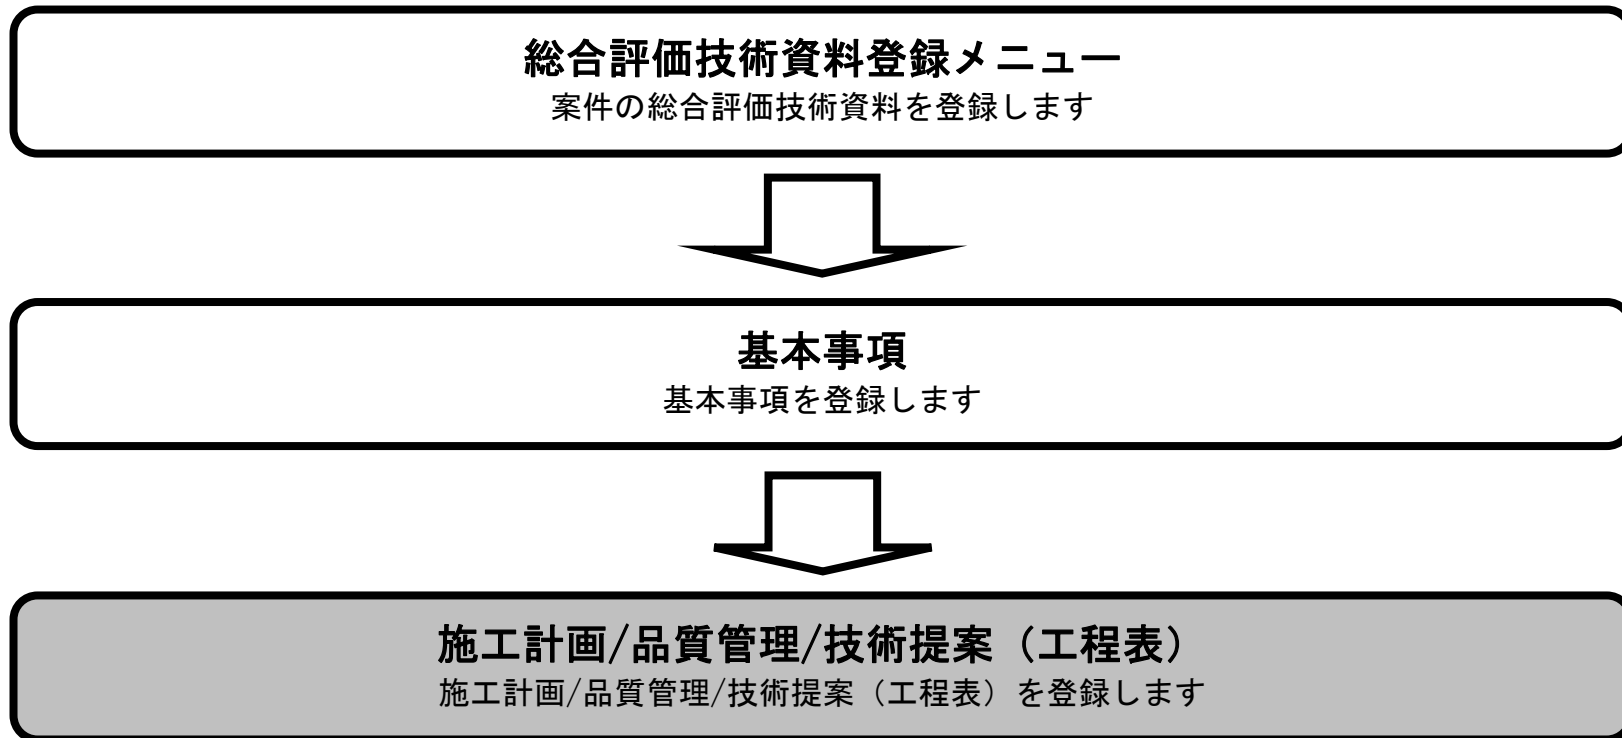 総合評価技術資料登録メニュー
案件の総合評価技術資料を登録します
基本事項
基本事項を登録します
施工計画/品質管理/技術提案（工程表）
施工計画/品質管理/技術提案（工程表）を登録します